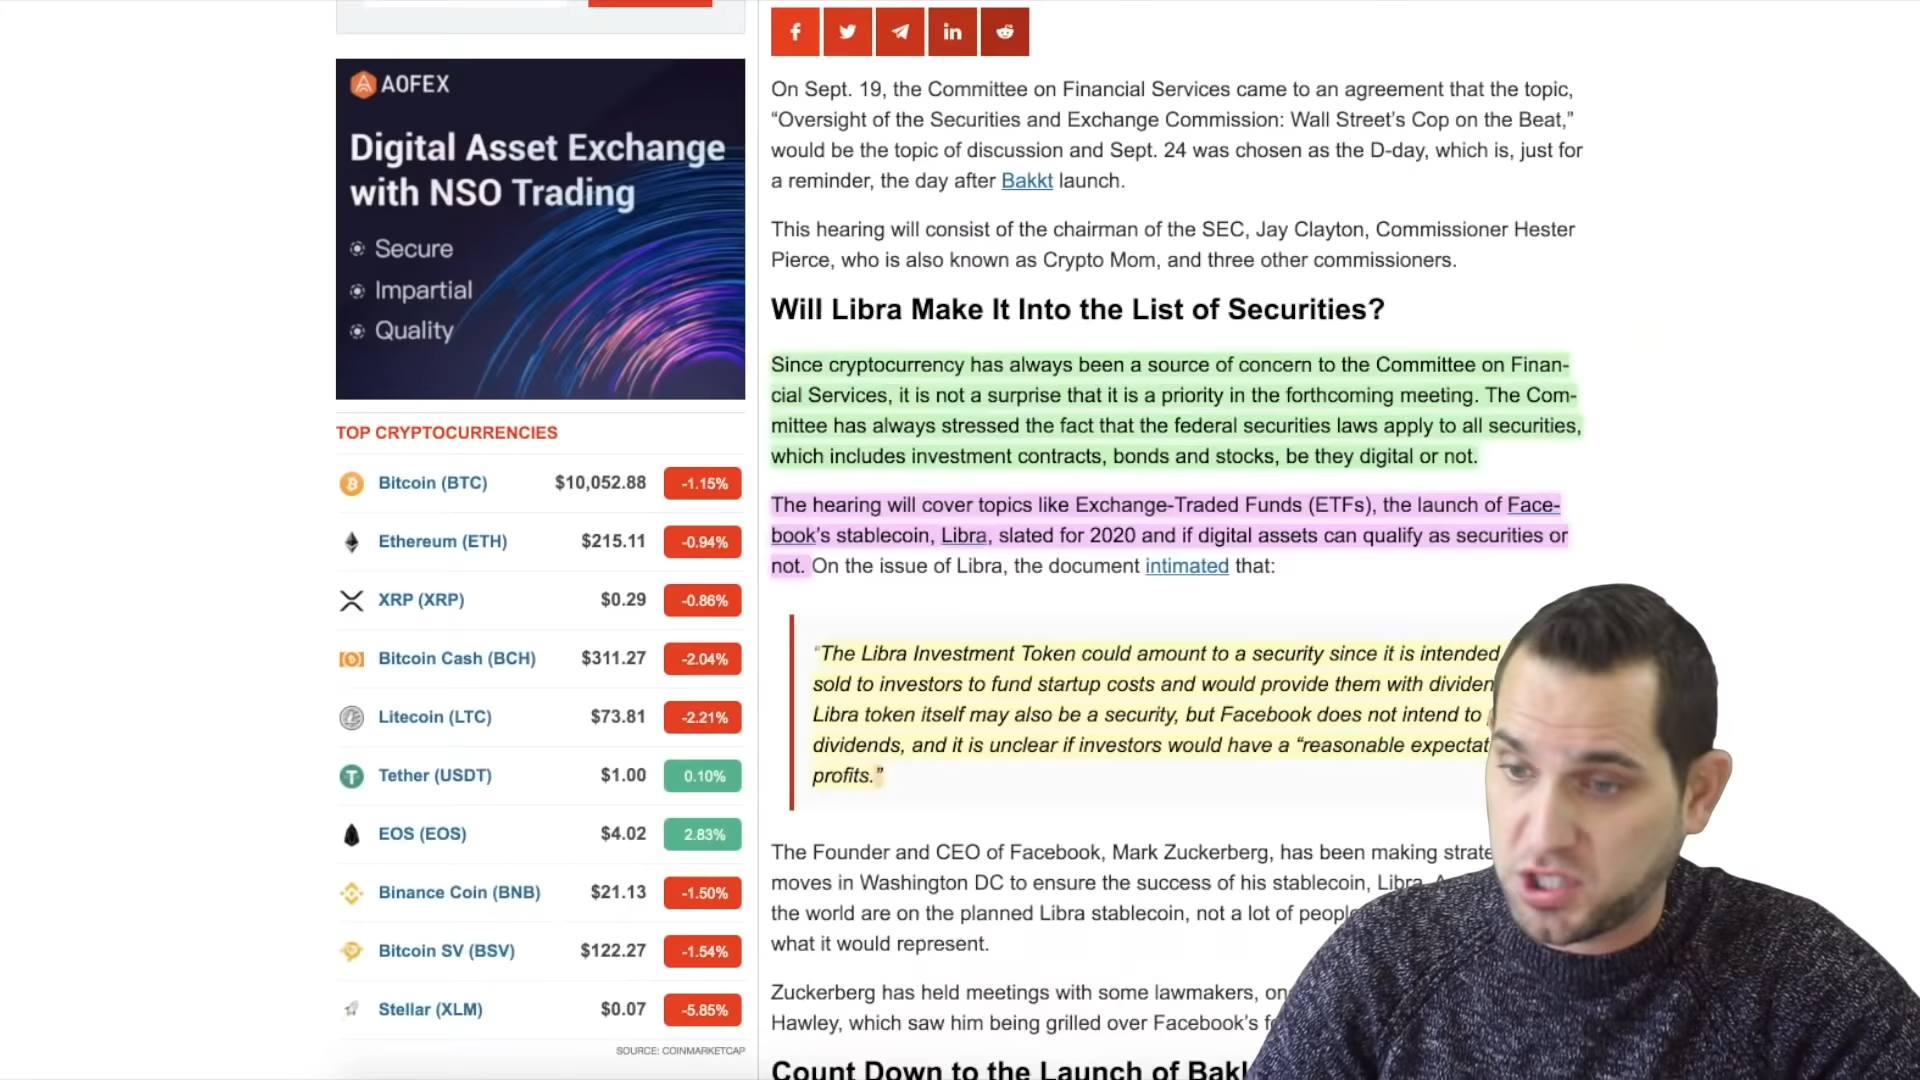 AOFEX
Digital Asset Exchange
with NSO Trading
Secure
Impartial
Quality
TOP CRYPTOCURRENCIES
Bitcoin (BTC) $10,052.88 -1.15%
Ethereum (ETH) $215.11 -0.94%
XRP (XRP) $0.29 -0.86%
Bitcoin Cash (BCH) $311.27 -2.04%
Litecoin (LTC) $73.81 -2.21%
Tether (USDT) $1.00 0.10%
EOS (EOS) $4.02 2.83%
Binance Coin (BNB) $21.13 -1.50%
Bitcoin SV (BSV) $122.27 -1.54%
Stellar (XLM) $0.07 -5.85%
SOURCE: COINMARKETCAP
On Sept. 19, the Committee on Financial Services came to an agreement that the topic,
“Oversight of the Securities and Exchange Commission: Wall Street’s Cop on the Beat,”
would be the topic of discussion and Sept. 24 was chosen as the D-day, which is, just for
a reminder, the day after Bakkt launch.
This hearing will consist of the chairman of the SEC, Jay Clayton, Commissioner Hester
Pierce, who is also known as Crypto Mom, and three other commissioners.
Will Libra Make It Into the List of Securities?
Since cryptocurrency has always been a source of concern to the Committee on Finan-
cial Services, it is not a surprise that it is a priority in the forthcoming meeting. The Com-
mittee has always stressed the fact that the federal securities laws apply to all securities,
which includes investment contracts, bonds and stocks, be they digital or not.
The hearing will cover topics like Exchange-Traded Funds (ETFs), the launch of Face-
book’s stablecoin, Libra, slated for 2020 and if digital assets can qualify as securities or
not. On the issue of Libra, the document intimated that:
“The Libra Investment Token could amount to a security since it is intended
sold to investors to fund startup costs and would provide them with
Libra token itself may also be a security, but Facebook does not intend to
dividends, and it is unclear if investors would have a “reasonable
profits.”
The Founder and CEO of Facebook, Mark Zuckerberg, has been making
moves in Washington DC to ensure the success of his stablecoin, Libra.
the world are on the planned Libra stablecoin, not a lot of people
what it would represent.
Zuckerberg has held meetings with some lawmakers,
Hawley, which saw him being grilled over Facebook’s
Count Down to the Launch of